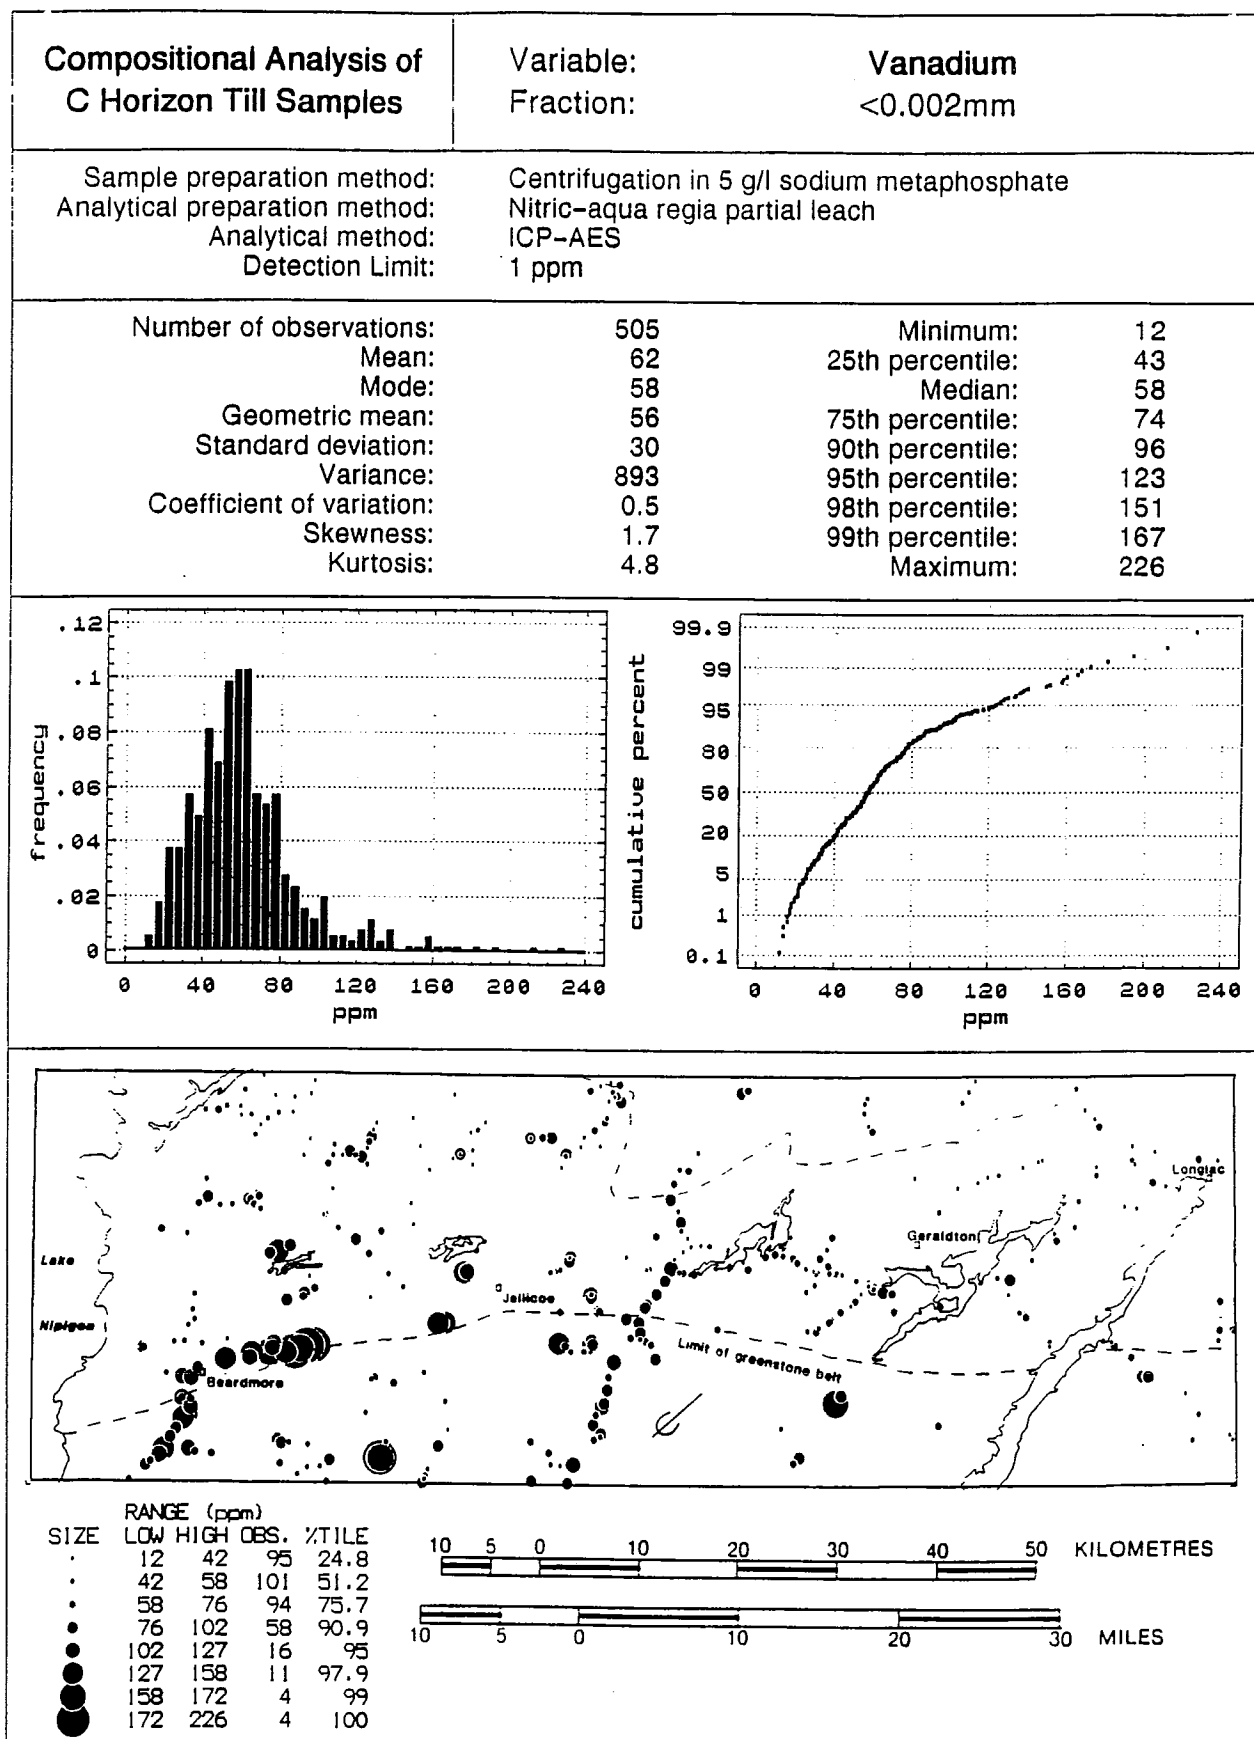 Compositional Analysis of
C Horizon Till Samples
Variable: Vanadium
Fraction: <0.002mm
Sample preparation method: Centrifugation in 5 g/l sodium metaphosphate
Analytical preparation method: Nitric-aqua regia partial leach
Analytical method: ICP-AES
Detection Limit: 1 ppm
Number of observations: 505 Minimum: 12
Mean: 62 25th percentile: 43
Mode: 58 Median: 58
Geometric mean: 56 75th percentile: 74
Standard deviation: 30 90th percentile: 96
Variance: 893 95th percentile: 123
Coefficient of variation: 0.5 98th percentile: 151
Skewness: 1.7 99th percentile: 167
Kurtosis: 4.8 Maximum: 226
frequency
.12
.1
.08
.06
.04
.02
0
0 40 80 120 160 200 240
ppm
cumulative percent
99.9
99
95
80
50
20
5
1
0.1
0 40 80 120 160 200 240
ppm
Longlac
Geraldton
Lake
Nipigon
Jellicoe
Limit of greenstone belt
Beardmore
RANGE (ppm)
SIZE LOW HIGH OBS. %TILE
12 42 95 24.8
42 58 101 51.2
58 76 94 75.7
76 102 58 90.9
102 127 16 95
127 158 11 97.9
158 172 4 99
172 226 4 100
10 5 0 10 20 30 40 50 KILOMETRES
10 5 0 10 20 30 MILES